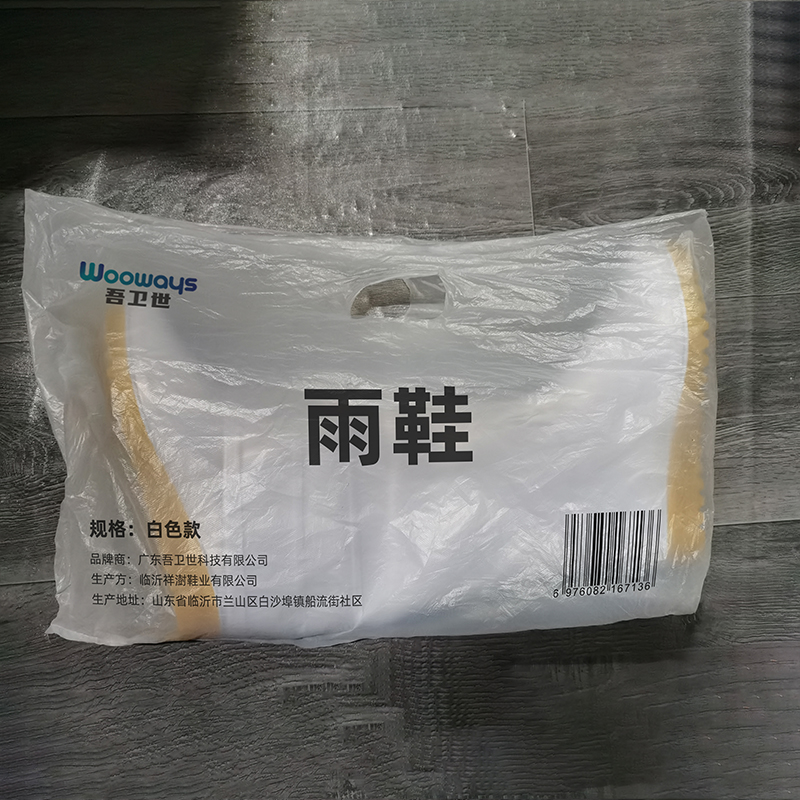 Wooways
吾卫世
雨鞋
规格：白色款
品牌商：广东吾卫世科技有限公司
生产方：临沂祥澍鞋业有限公司
生产地址：山东省临沂市兰山区白沙埠镇船流街社区
6 976082 167136